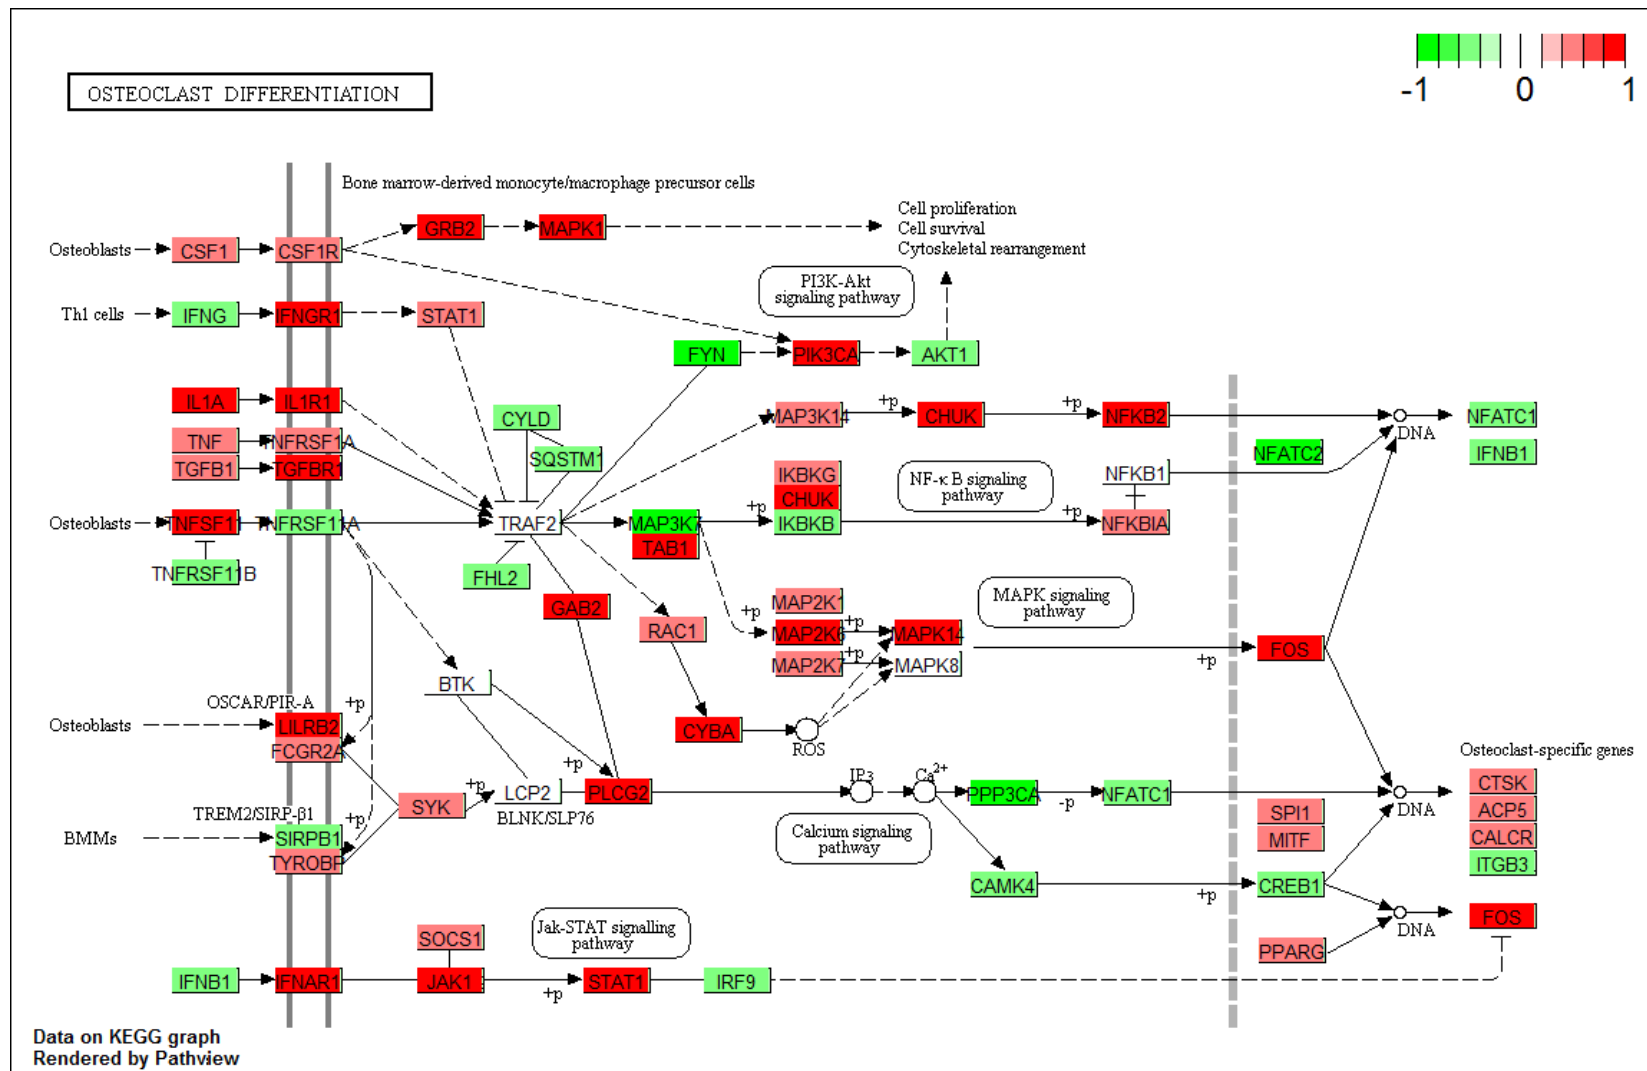 -1 0 1
OSTEOCLAST DIFFERENTIATION
Bone marrow-derived monocyte/macrophage precursor cells
Osteoblasts
CSF1
CSF1R
GRB2
MAPK1
Cell proliferation
Cell survival
Cytoskeletal rearrangement
PI3K-Akt
signaling pathway
Th1 cells
IFNG
IFNGR1
STAT1
FYN
PIK3CA
AKT1
IL1A
IL1R1
CYLD
SQSTM1
MAP3K14
+p
CHUK
+p
NFKB2
DNA
NFATC1
NFATC2
IFNB1
TNF
TNFRSF1A
TGFB1
TGFBR1
IKBKG
CHUK
IKBKB
+p
NF-κB signaling
pathway
NFKB1
+p
NFKBIA
Osteoblasts
TNFSF11
TNFRSF11A
TRAF2
MAP3K7
TAB1
TNFRSF11B
FHL2
GAB2
RAC1
+p
MAP2K1
MAP2K6
+p
MAPK14
MAP2K7
+p
MAPK8
MAPK signaling
pathway
+p
FOS
BTK
OSCAR/PIR-A
+p
Osteoblasts
LILRB2
FCGR2A
CYBA
ROS
SYK
+p
LCP2
BLNK/SLP76
+p
PLCG2
IP3
Ca2+
PPP3CA
-p
NFATC1
DNA
Osteoclast-specific genes
CTSK
ACP5
CALCR
ITGB3
SPI1
MITF
Calcium signaling
pathway
TREM2/SIRP-β1
+p
BMMs
SIRPB1
TYROBP
CAMK4
+p
CREB1
DNA
FOS
PPARG
Jak-STAT signalling
pathway
SOCS1
IFNB1
IFNAR1
JAK1
+p
STAT1
IRF9
Data on KEGG graph
Rendered by Pathview